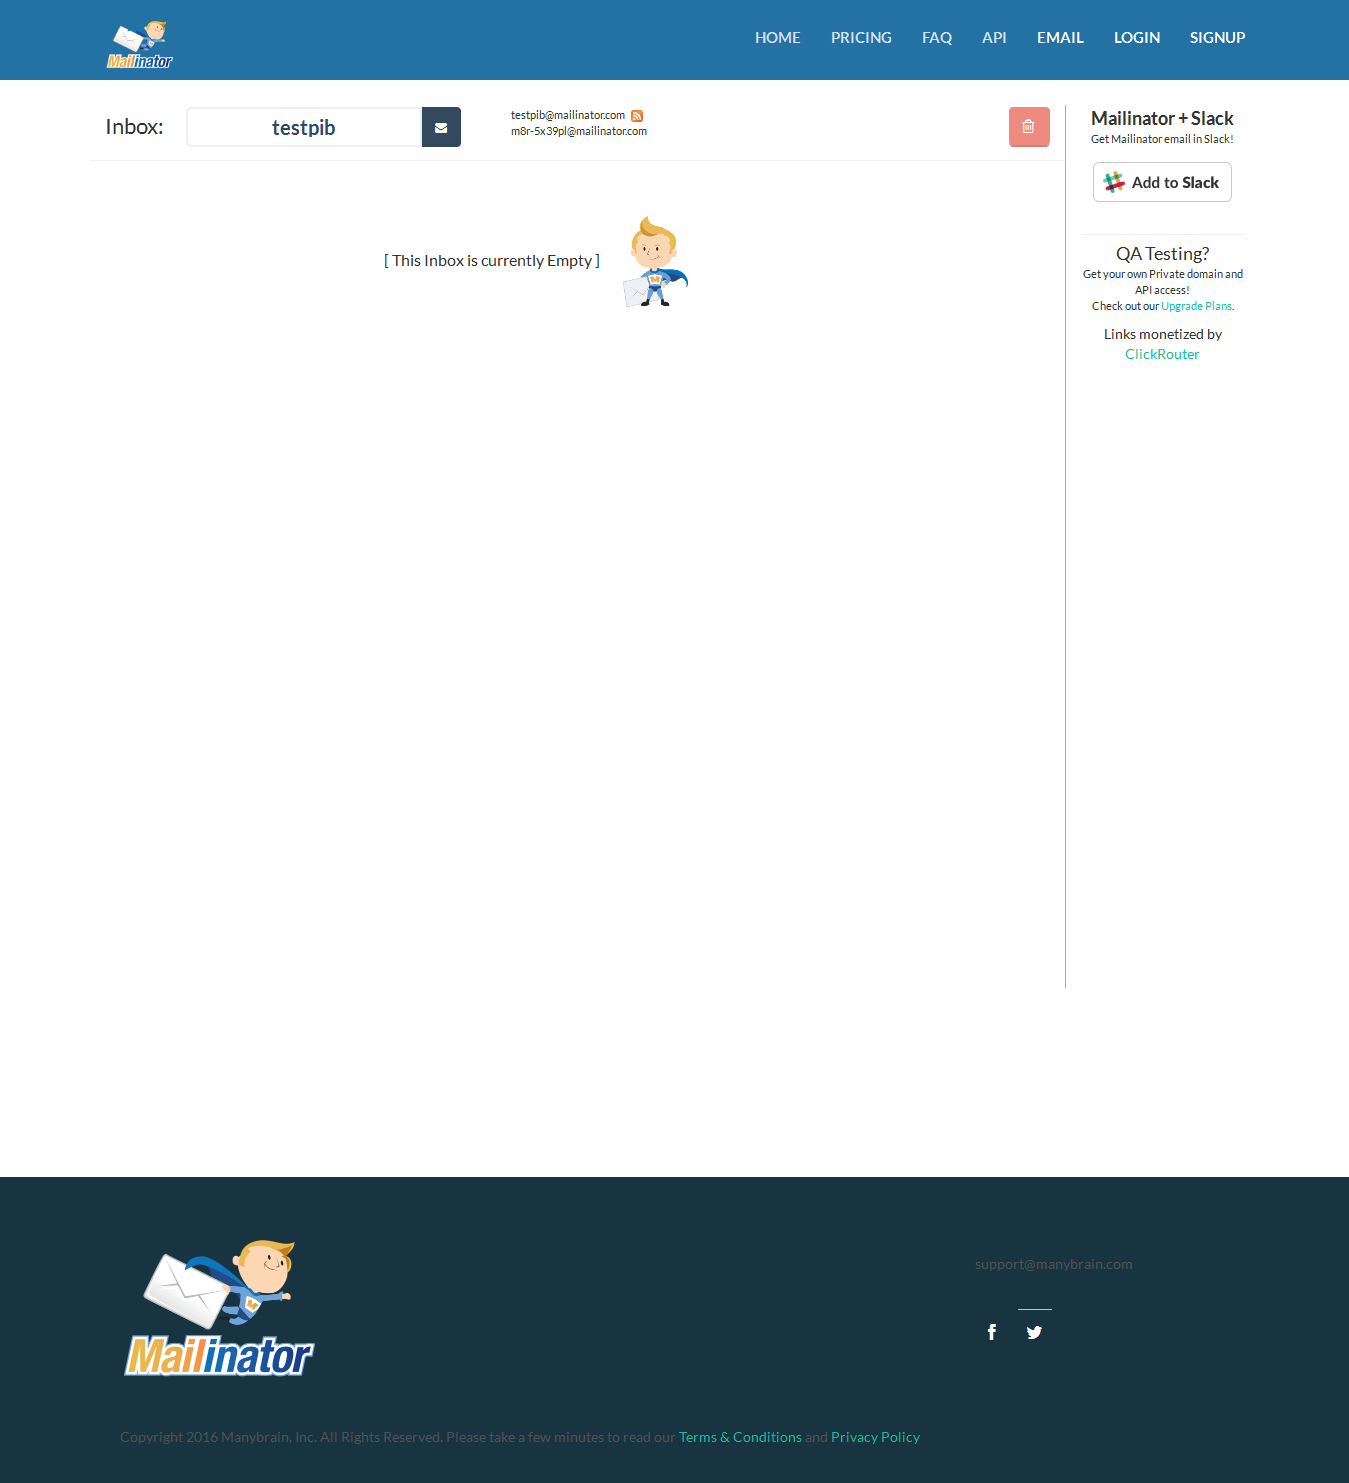 Mailinator
HOME PRICING FAQ API EMAIL LOGIN SIGNUP
Inbox:
testpib
testpib@mailinator.com
m8r-5x39pl@mailinator.com
Mailinator + Slack
Get Mailinator email in Slack!
Add to Slack
[ This Inbox is currently Empty ]
M
QA Testing?
Get your own Private domain and
API access!
Check out our Upgrade Plans.
Links monetized by
ClickRouter
M
Mailinator
support@manybrain.com
Copyright 2016 Manybrain, Inc. All Rights Reserved. Please take a few minutes to read our Terms & Conditions and Privacy Policy